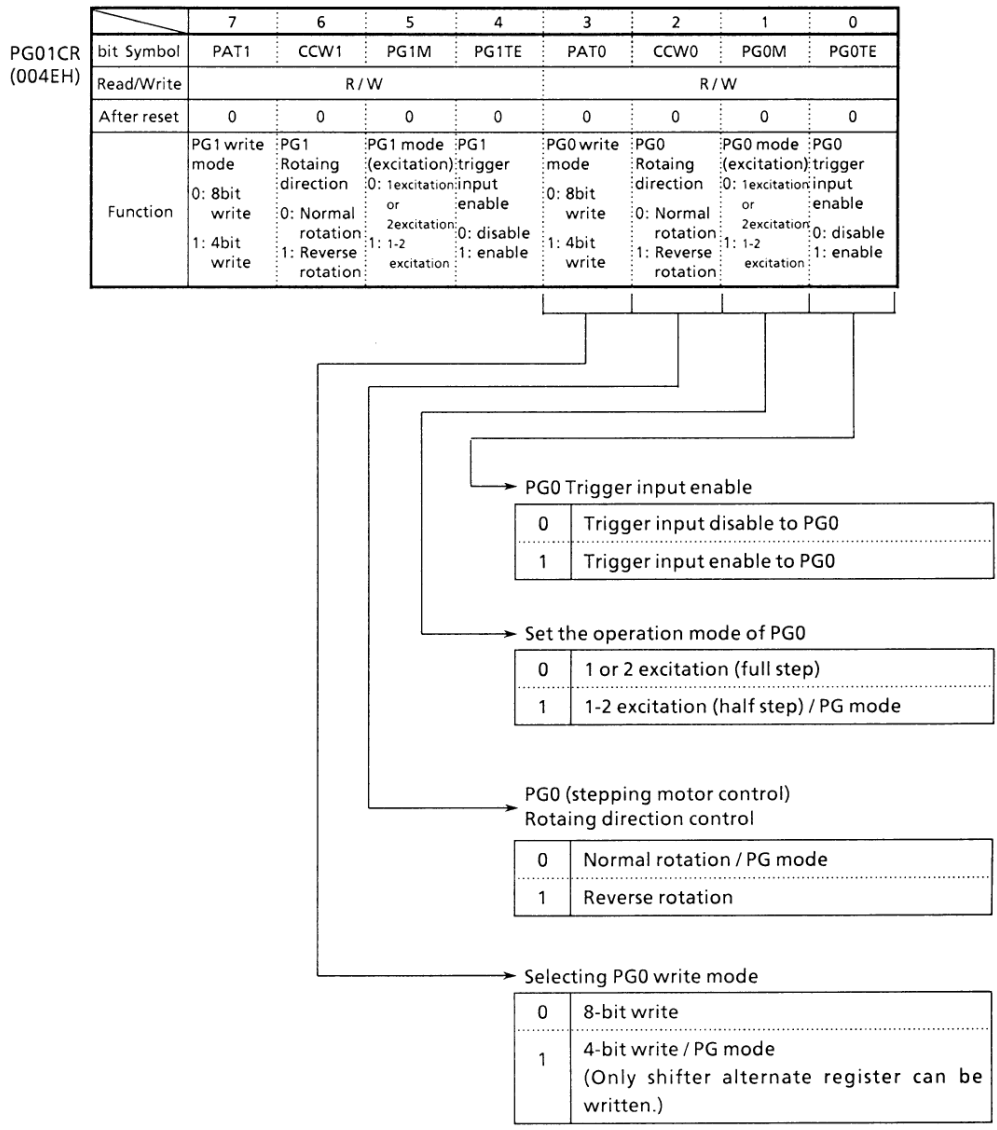 7 6 5 4 3 2 1 0
PG01CR bit Symbol PAT1 CCW1 PG1M PG1TE PAT0 CCW0 PG0M PG0TE
(004EH) Read/Write R / W R / W
After reset 0 0 0 0 0 0 0 0
Function
PG1 write
mode
0: 8bit
write
1: 4bit
write
PG1
Rotaing
direction
0: Normal
rotation
1: Reverse
rotation
PG1 mode
(excitation)
0: 1excitation
or
2excitation
1: 1-2
excitation
PG1
trigger
input
enable
0: disable
1: enable
PG0 write
mode
0: 8bit
write
1: 4bit
write
PG0
Rotaing
direction
0: Normal
rotation
1: Reverse
rotation
PG0 mode
(excitation)
0: 1excitation
or
2excitation
1: 1-2
excitation
PG0
trigger
input
enable
0: disable
1: enable
PG0 Trigger input enable
0 Trigger input disable to PG0
1 Trigger input enable to PG0
Set the operation mode of PG0
0 1 or 2 excitation (full step)
1 1-2 excitation (half step) / PG mode
PG0 (stepping motor control)
Rotaing direction control
0 Normal rotation / PG mode
1 Reverse rotation
Selecting PG0 write mode
0 8-bit write
1 4-bit write / PG mode
(Only shifter alternate register can be
written.)